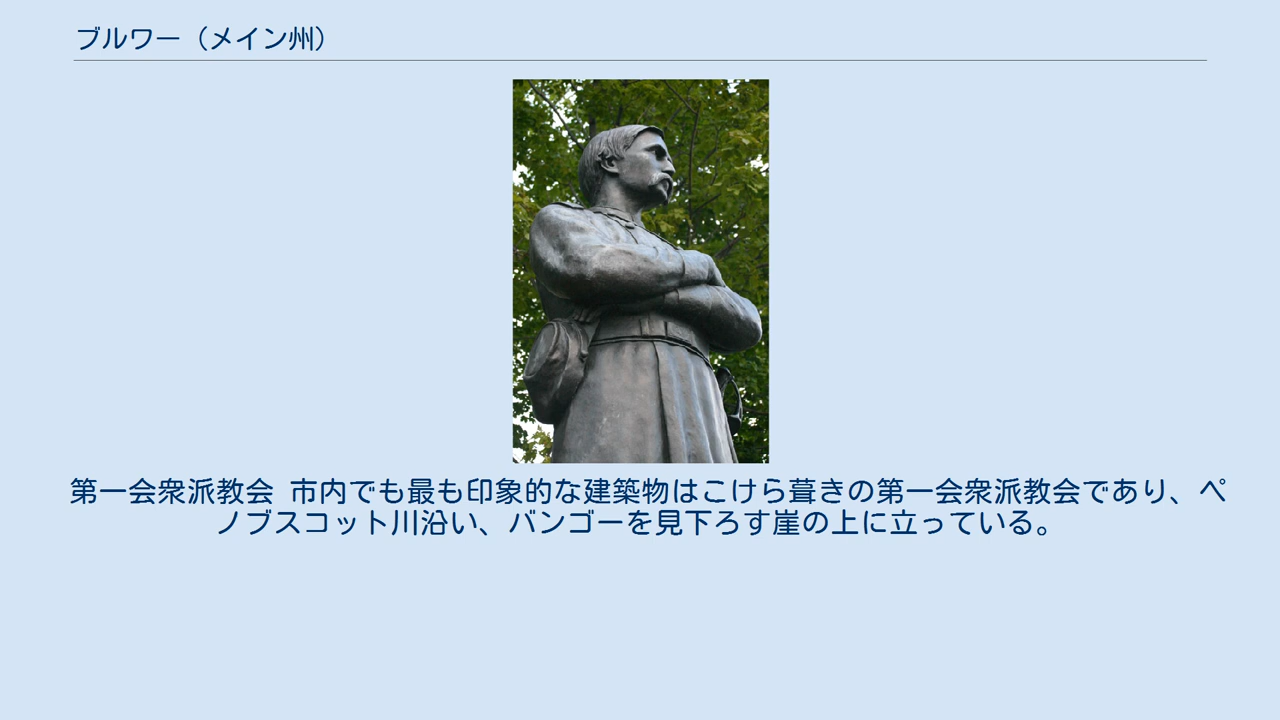 ブルワー（メイン州）
第一会衆派教会 市内でも最も印象的な建築物はこけら葺きの第一会衆派教会であり、ペ
ノブスコット川沿い、バンゴーを見下ろす崖の上に立っている。